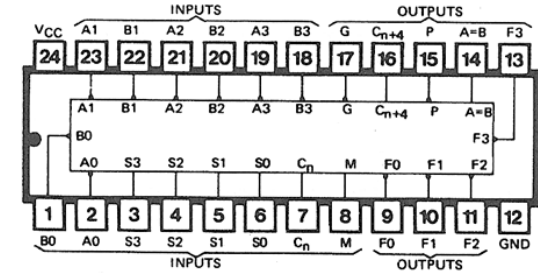 INPUTS OUTPUTS
VCC A1 B1 A2 B2 A3 B3 G Cn+4 P A=B F3
24 23 22 21 20 19 18 17 16 15 14 13
A1 B1 A2 B2 A3 B3 G Cn+4 P A=B
B0 F3
A0 S3 S2 S1 S0 Cn M F0 F1 F2
1 2 3 4 5 6 7 8 9 10 11 12
B0 A0 S3 S2 S1 S0 Cn M F0 F1 F2 GND
INPUTS OUTPUTS